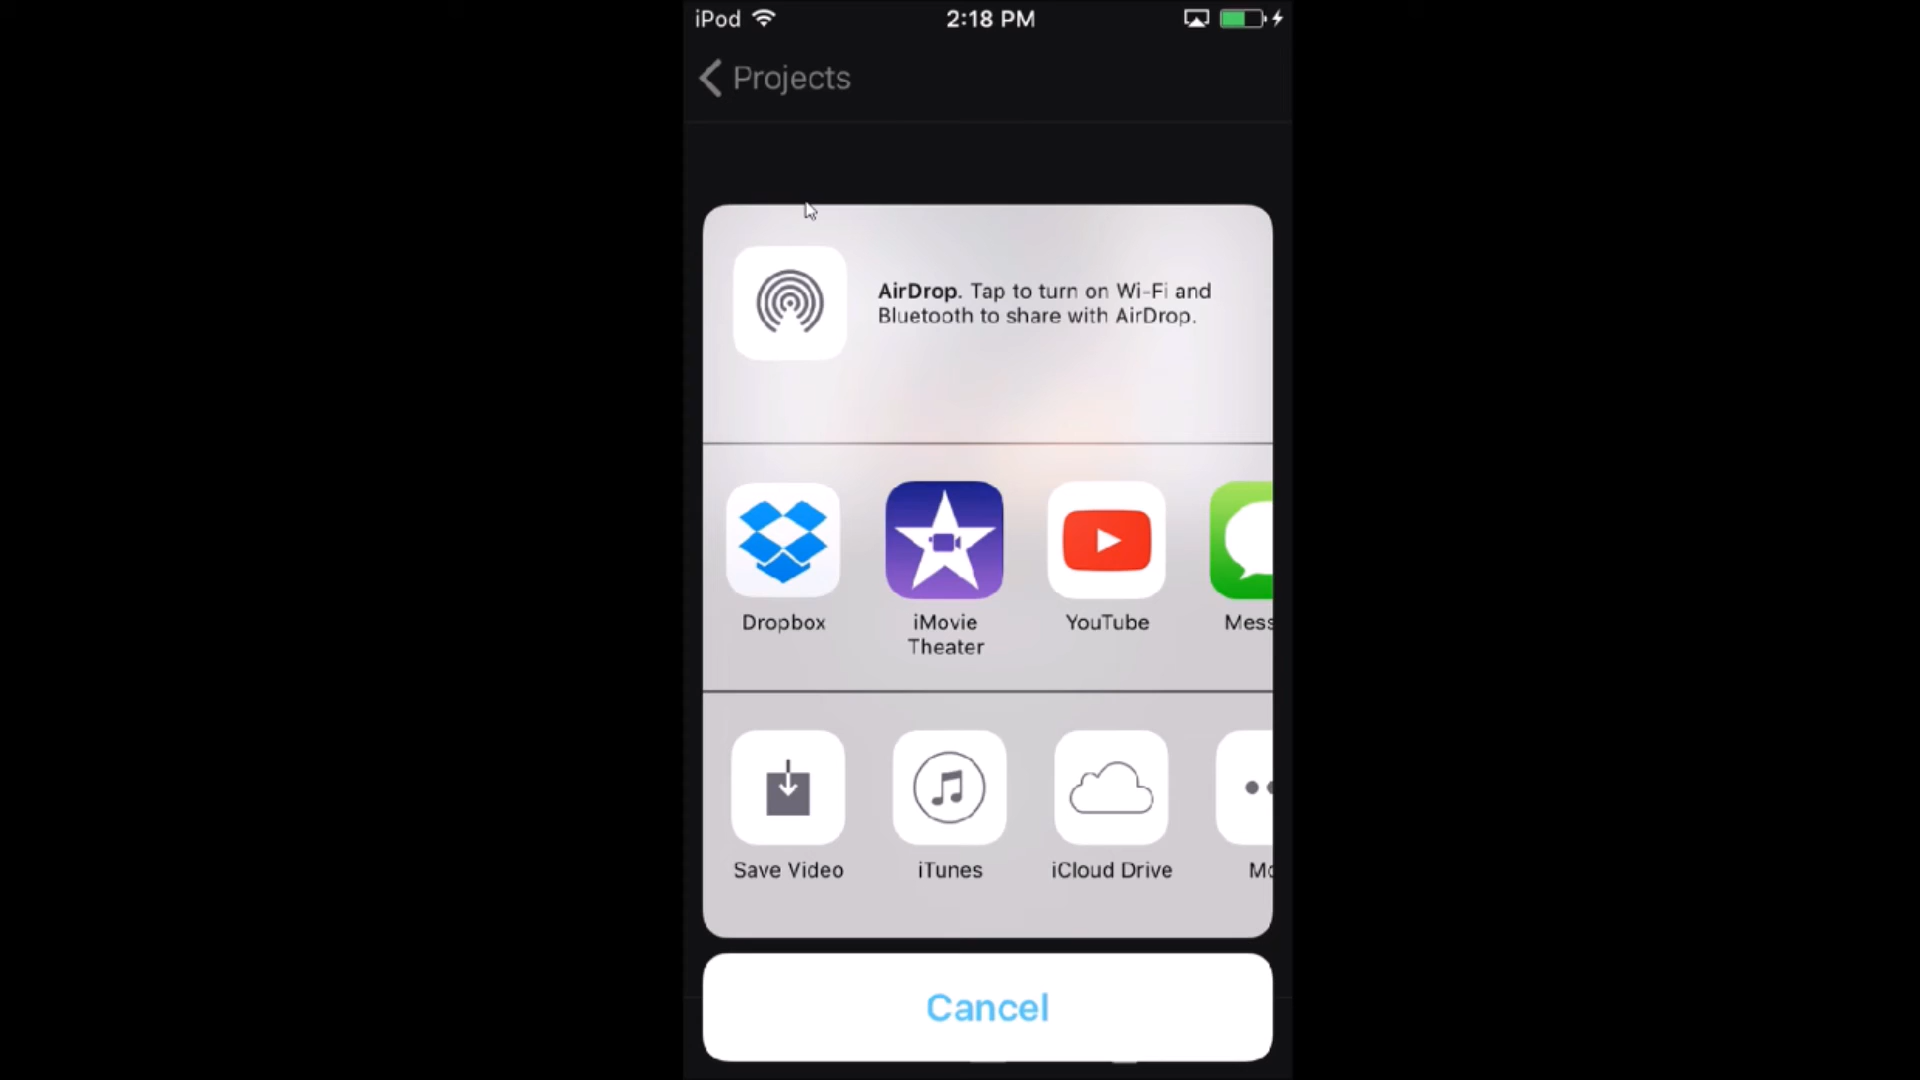 iPod
2:18 PM
Projects
AirDrop. Tap to turn on Wi-Fi and
Bluetooth to share with AirDrop.
Dropbox
iMovie
Theater
YouTube
Mess
Save Video
iTunes
iCloud Drive
Mo
Cancel